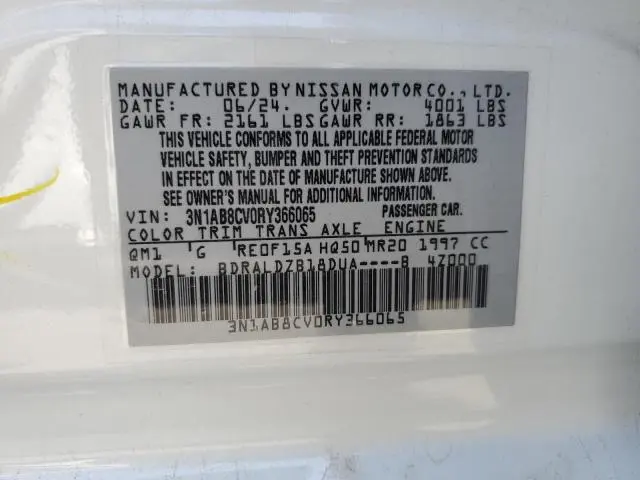 MANUFACTURED BY NISSAN MOTOR CO., LTD.
DATE: 06/24. GVWR: 4001 LBS
GAWR FR: 2161 LBS GAWR RR: 1863 LBS
THIS VEHICLE CONFORMS TO ALL APPLICABLE FEDERAL MOTOR
VEHICLE SAFETY, BUMPER AND THEFT PREVENTION STANDARDS
IN EFFECT ON THE DATE OF MANUFACTURE SHOWN ABOVE.
SEE OWNER'S MANUAL FOR ADDITIONAL INFORMATION.
VIN: 3N1AB8CV0RY366065 PASSENGER CAR.
COLOR TRIM TRANS AXLE ENGINE
QM1 G RE0F15A HQ50 MR20 1997 CC
MODEL: BDRALDZB18DUA----B 4Z000
3N1AB8CV0RY366065